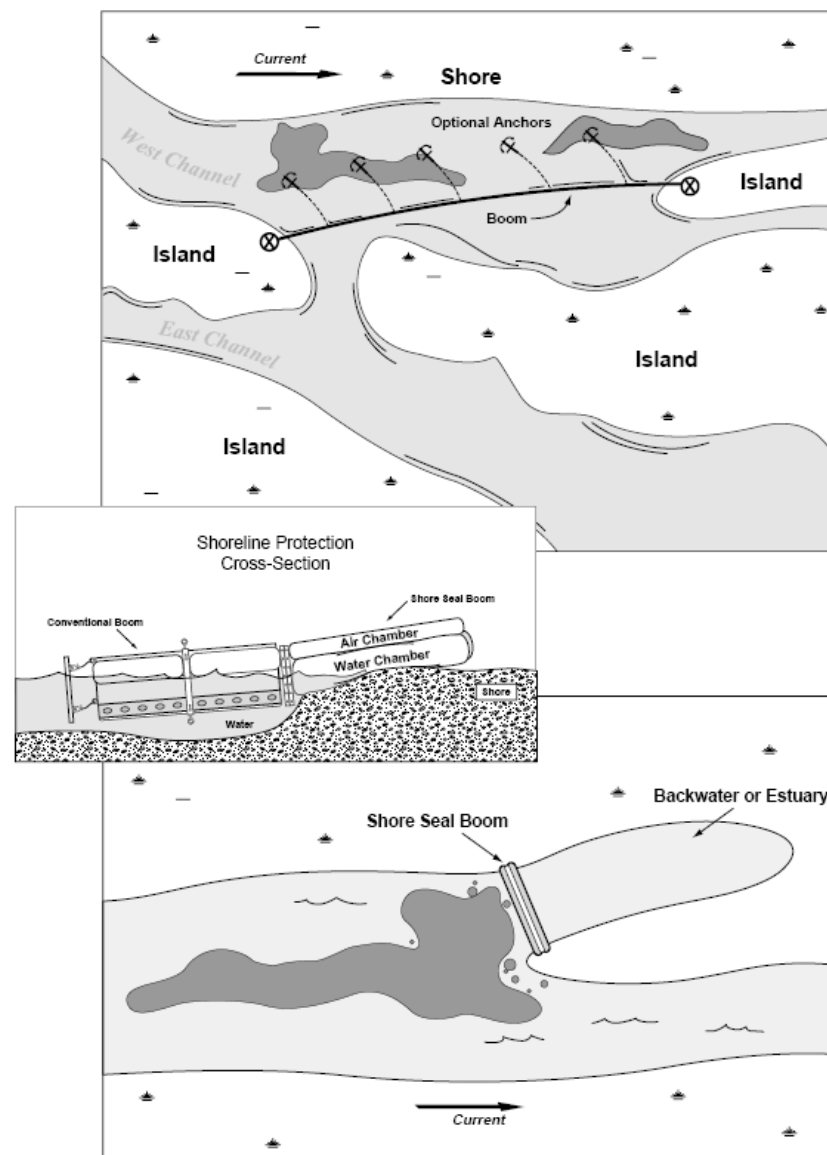 Current
Shore
Optional Anchors
West Channel
Island
Boom
Island
East Channel
Island
Island
Shoreline Protection
Cross-Section
Shore Seal Boom
Conventional Boom
Air Chamber
Water Chamber
Shore
Water
Backwater or Estuary
Shore Seal Boom
Current